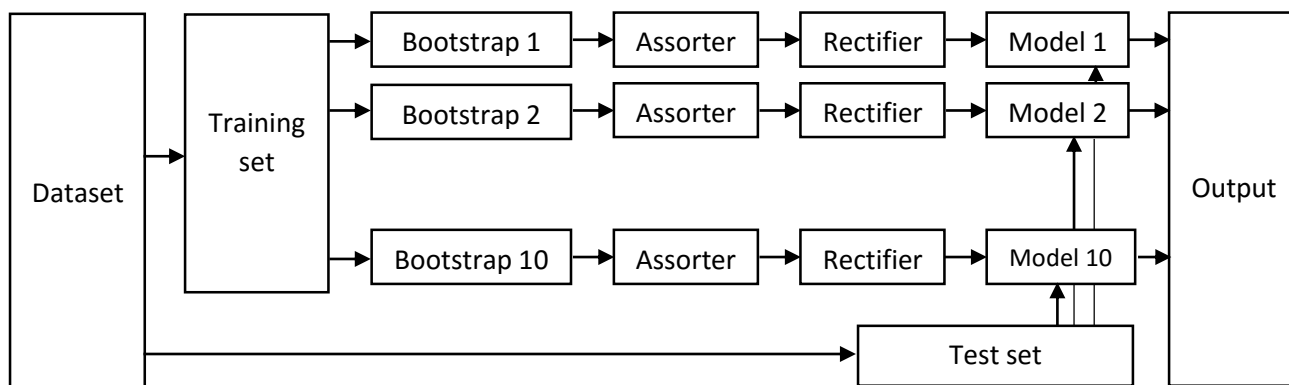 Dataset
Training
set
Bootstrap 1
Assorter
Rectifier
Model 1
Bootstrap 2
Assorter
Rectifier
Model 2
Bootstrap 10
Assorter
Rectifier
Model 10
Test set
Output